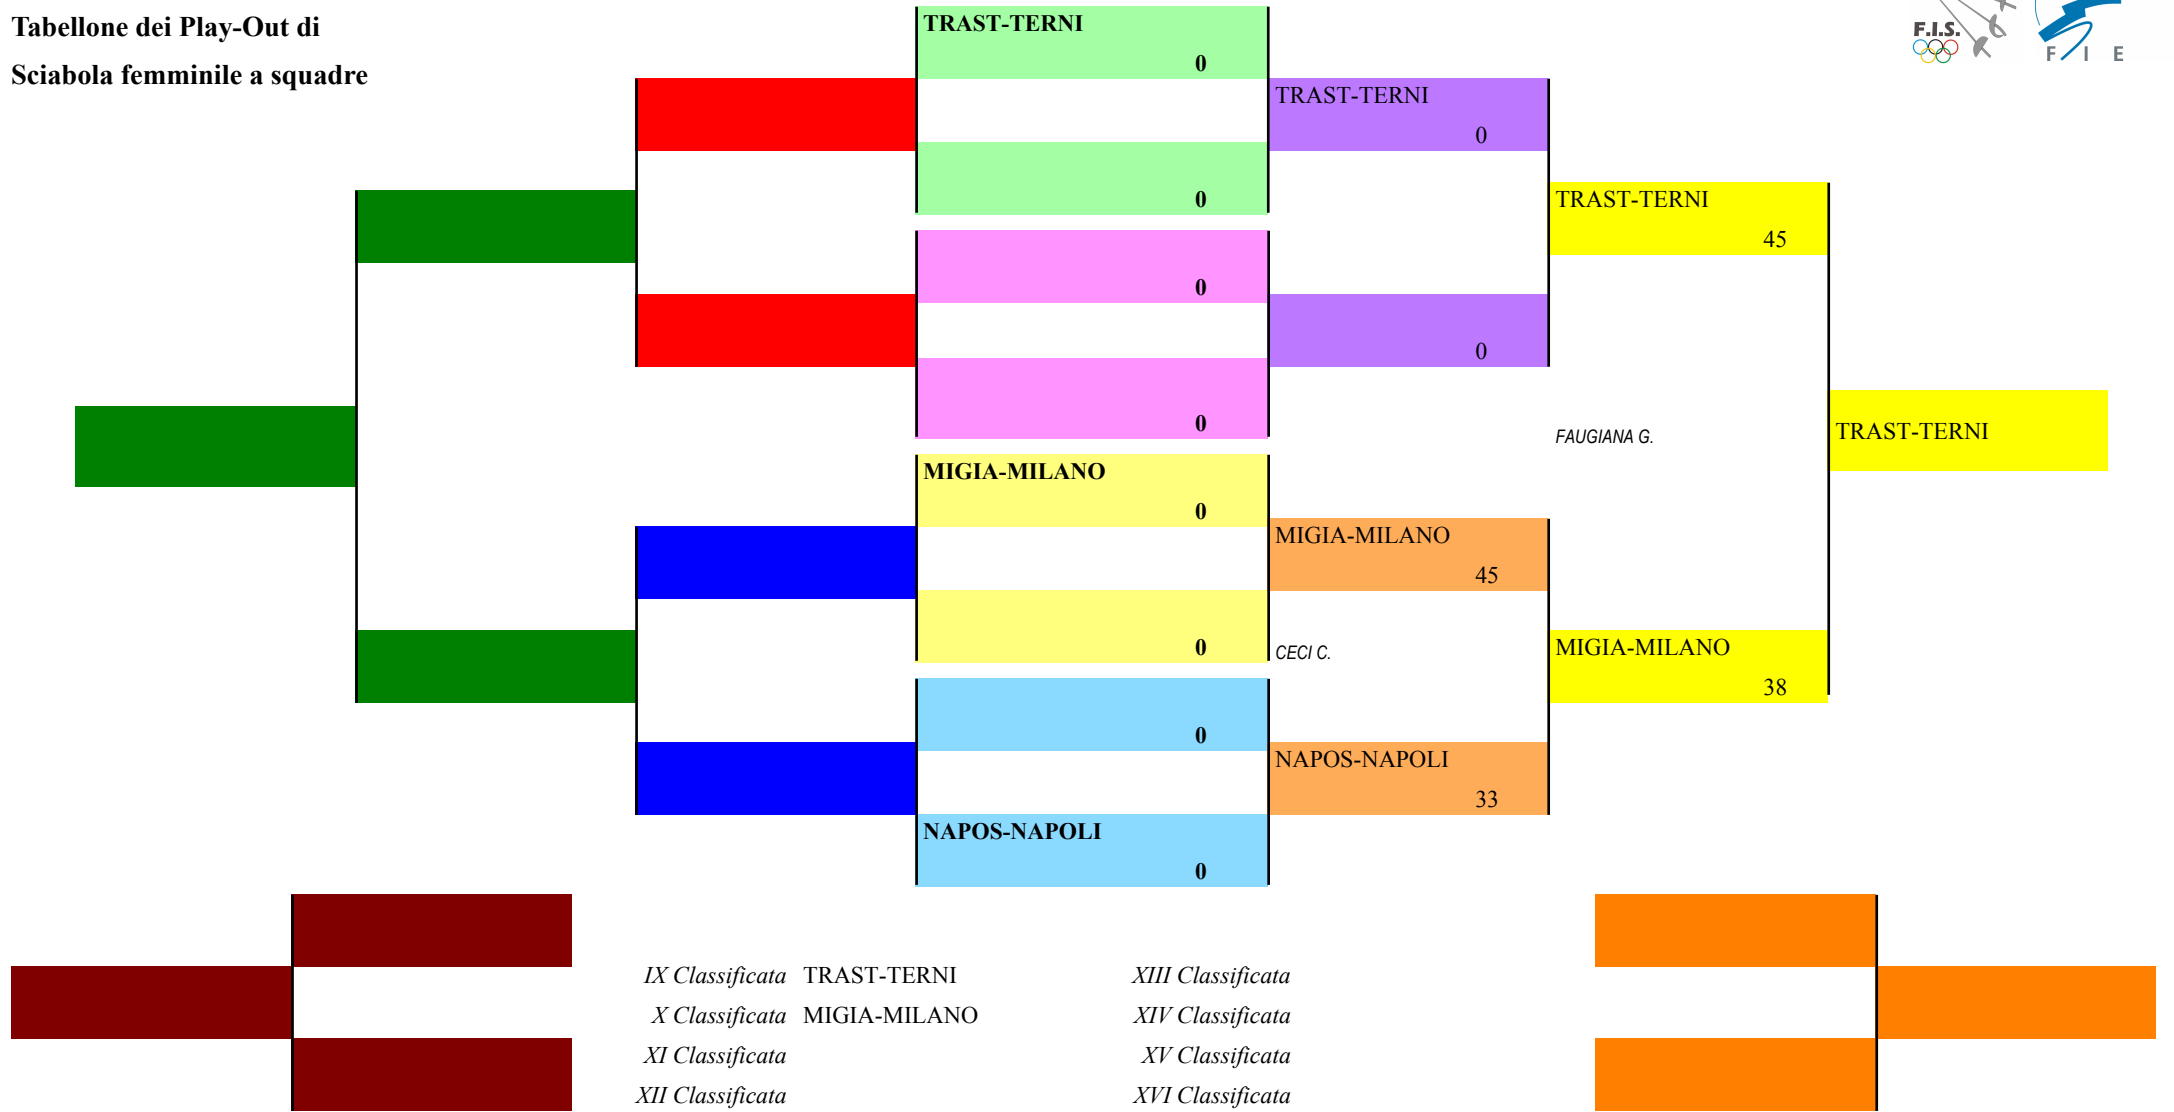 Tabellone dei Play-Out di
Sciabola femminile a squadre
F.I.S.
F I E
TRAST-TERNI
0
0
0
0
MIGIA-MILANO
0
0
0
NAPOS-NAPOLI
0
TRAST-TERNI
0
0
MIGIA-MILANO
45
CECI C.
NAPOS-NAPOLI
33
TRAST-TERNI
45
FAUGIANA G.
MIGIA-MILANO
38
TRAST-TERNI
IX Classificata TRAST-TERNI
X Classificata MIGIA-MILANO
XI Classificata
XII Classificata
XIII Classificata
XIV Classificata
XV Classificata
XVI Classificata